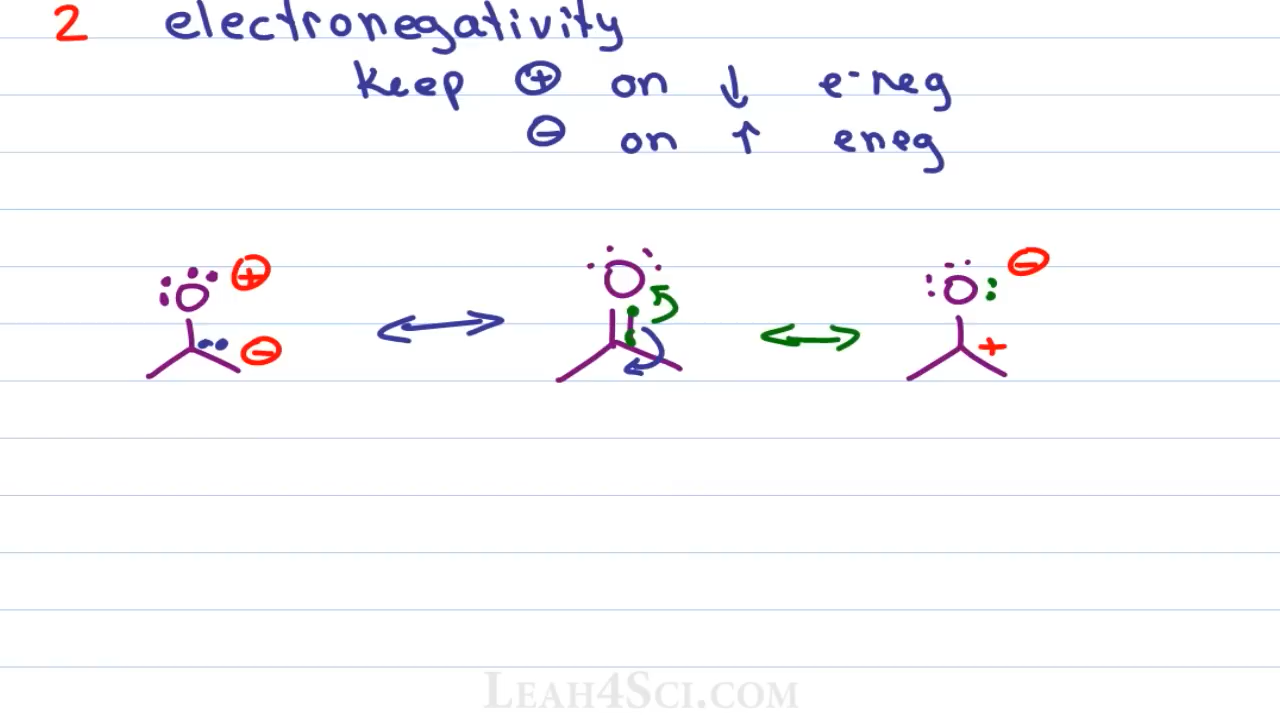 2 electronegativity
keep ⊕ on ↓ e-neg
⊖ on ↑ eneg
O ⊕ ⊖ ↔ O ↔ O ⊖ +
LEAH4SCI.COM